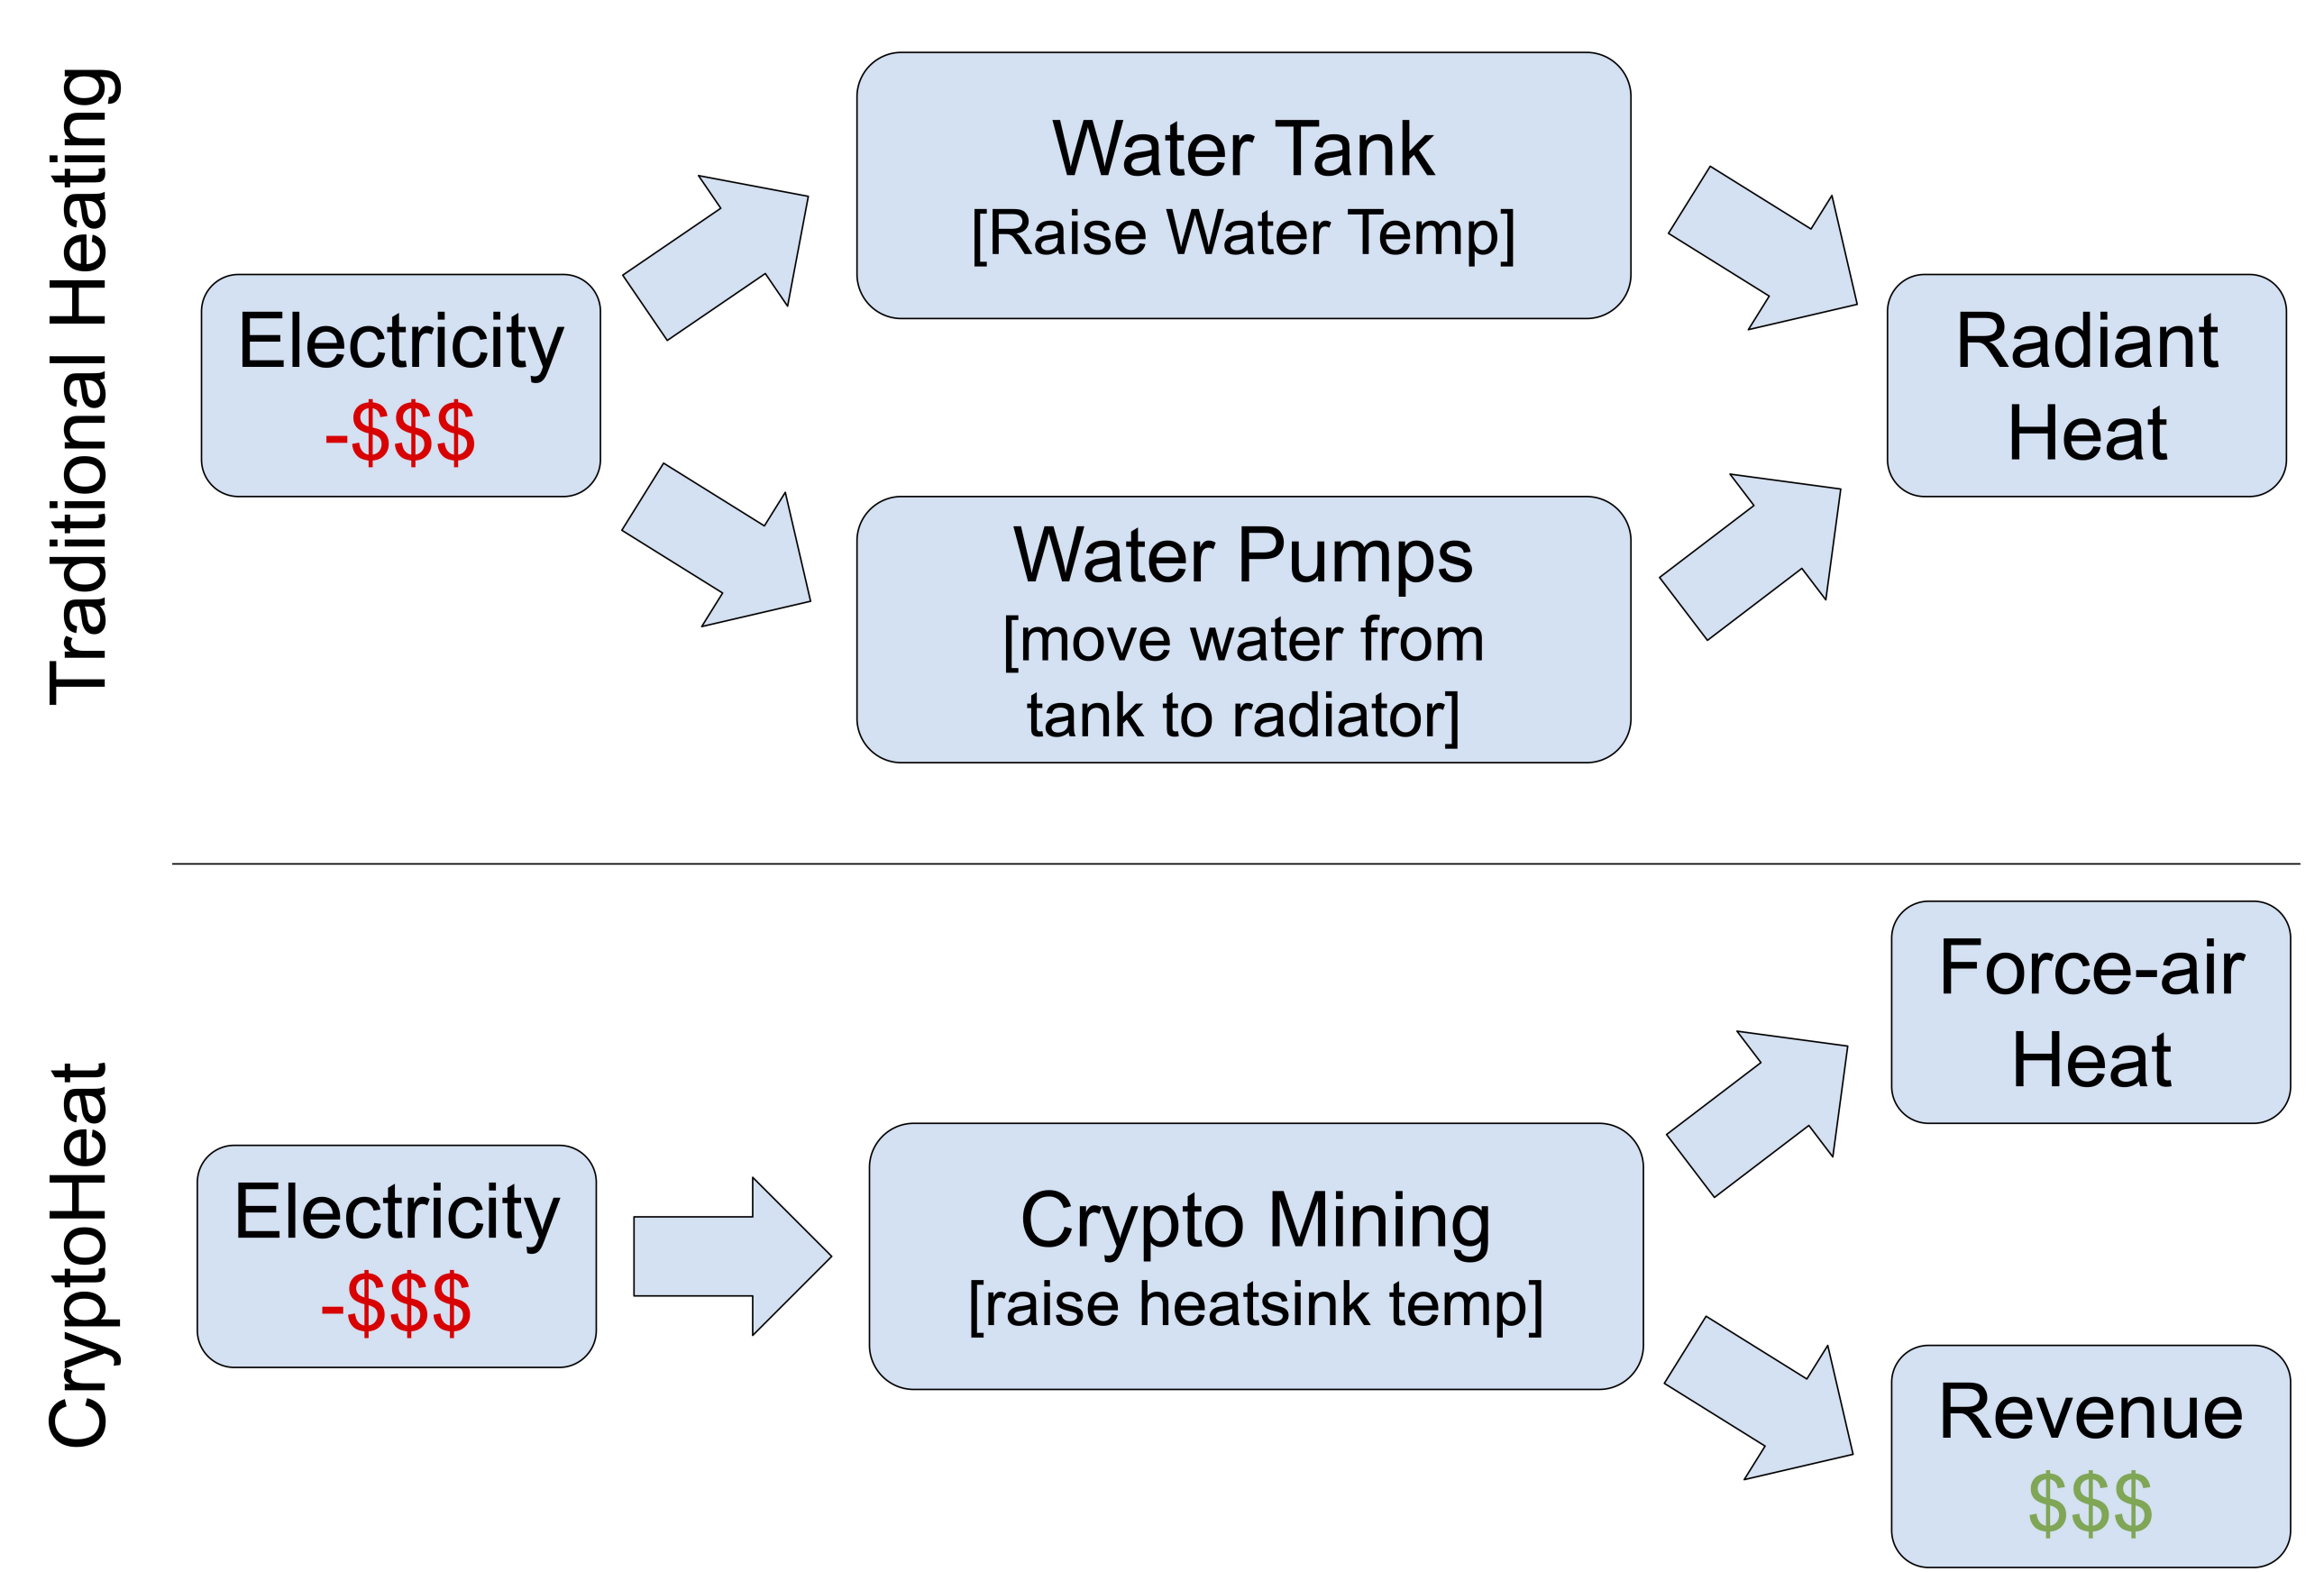 Traditional Heating
Electricity
-$$$
Water Tank
[Raise Water Temp]
Water Pumps
[move water from
tank to radiator]
Radiant
Heat
CryptoHeat
Electricity
-$$$
Crypto Mining
[raise heatsink temp]
Force-air
Heat
Revenue
$$$